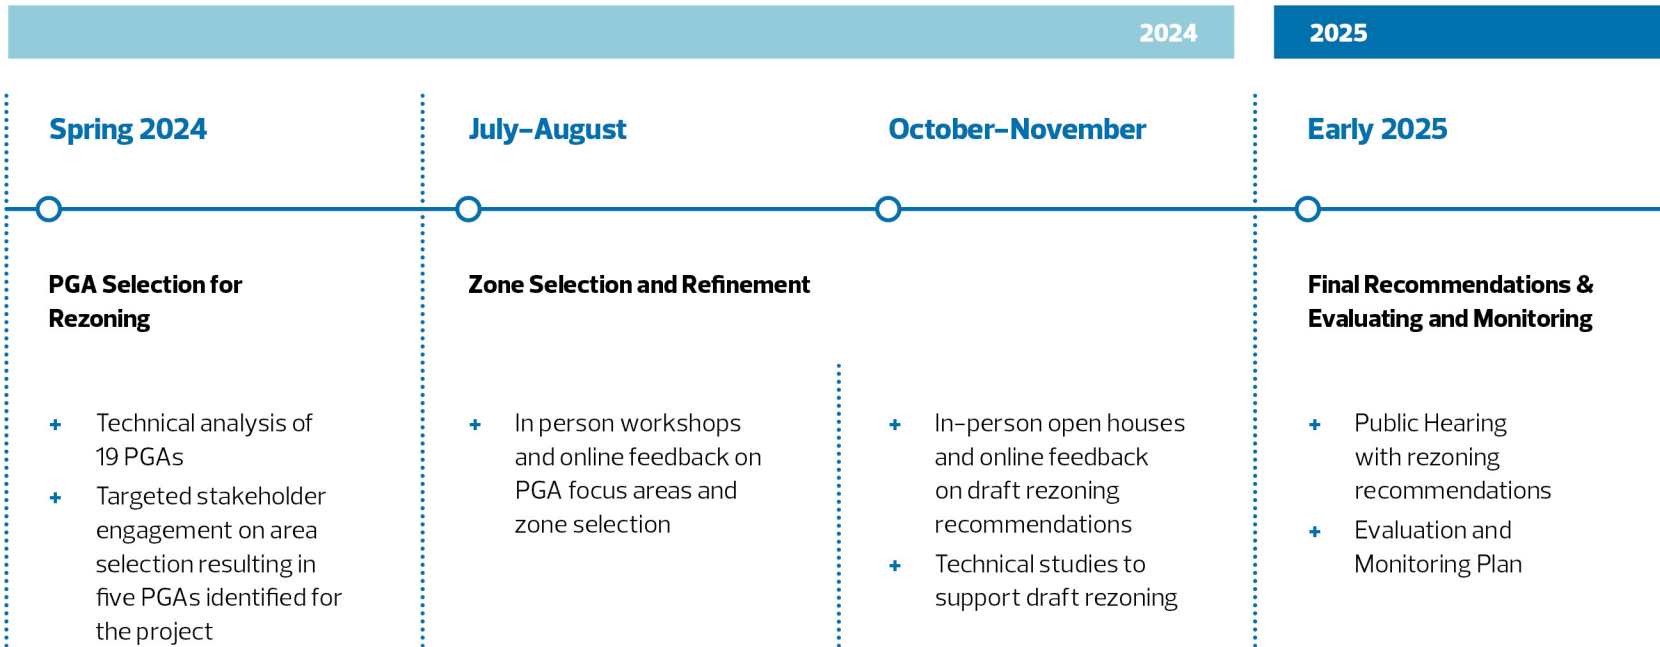 2024
2025
Spring 2024
July–August
October–November
Early 2025
PGA Selection for
Rezoning
Zone Selection and Refinement
Final Recommendations &
Evaluating and Monitoring
+ Technical analysis of
19 PGAs
+ Targeted stakeholder
engagement on area
selection resulting in
five PGAs identified for
the project
+ In person workshops
and online feedback on
PGA focus areas and
zone selection
+ In-person open houses
and online feedback
on draft rezoning
recommendations
+ Technical studies to
support draft rezoning
+ Public Hearing
with rezoning
recommendations
+ Evaluation and
Monitoring Plan